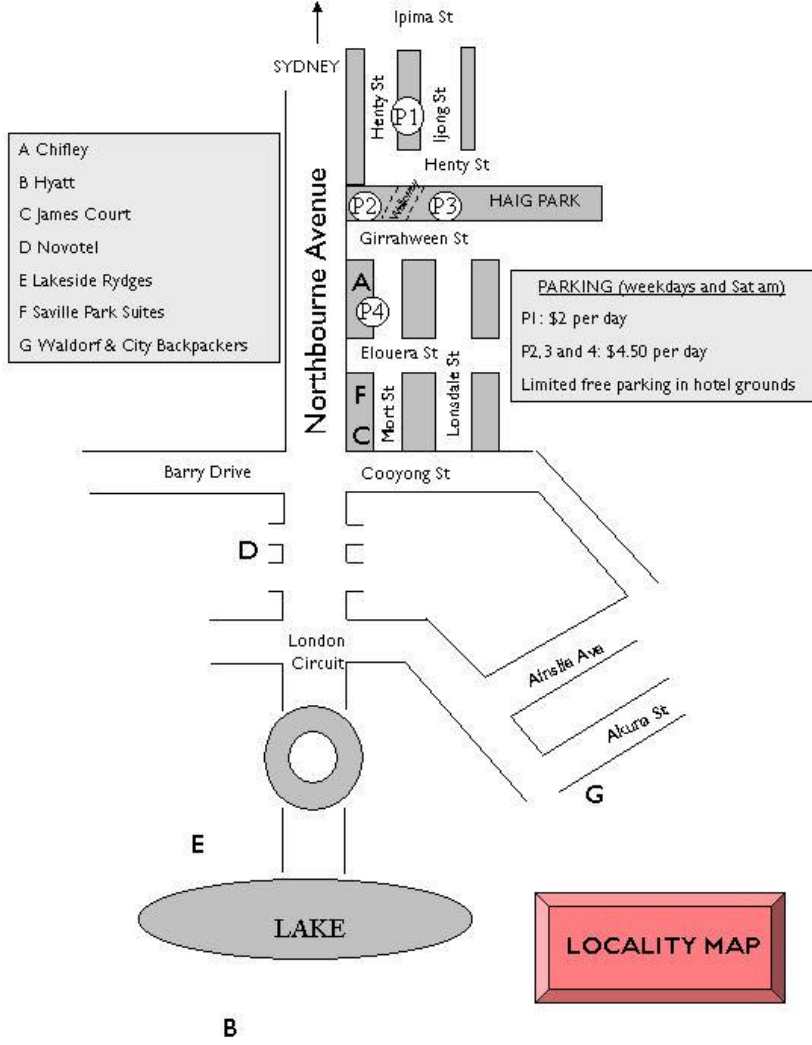 Ipima St
SYDNEY
Henty St
P1
Ijong St
A Chifley
B Hyatt
C James Court
D Novotel
E Lakeside Rydges
F Saville Park Suites
G Waldorf & City Backpackers
Henty St
Northbourne Avenue
P2
Walkway
P3
HAIG PARK
Girrahween St
A
P4
PARKING (weekdays and Sat am)
P1: $2 per day
P2,3 and 4: $4.50 per day
Limited free parking in hotel grounds
Elouera St
F
C
Mort St
Lonsdale St
Barry Drive
Cooyong St
D
London
Circuit
Ainslie Ave
Akuna St
G
E
LAKE
LOCALITY MAP
B